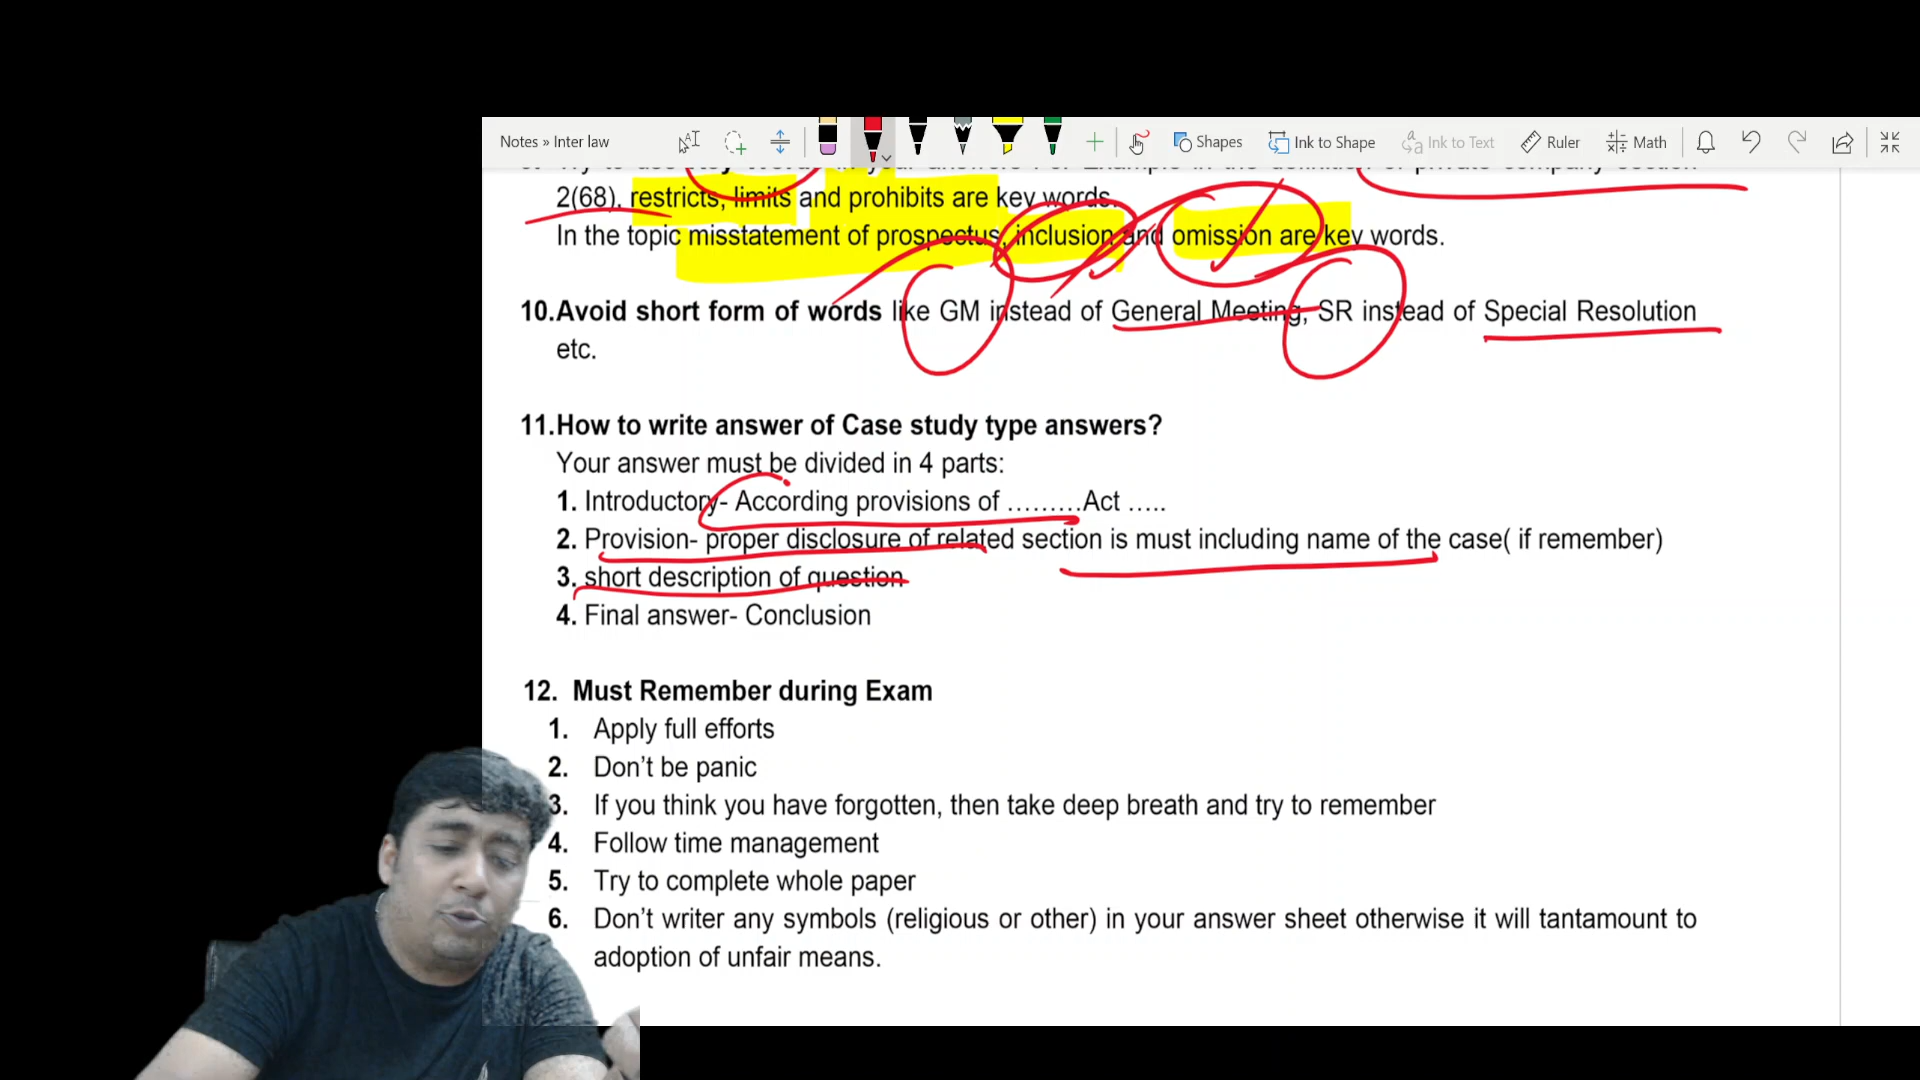 Notes » Inter law
Shapes
Ink to Shape
Ink to Text
Ruler
Math
2(68). restricts, limits and prohibits are key words.
In the topic misstatement of prospectus, inclusion and omission are key words.
10.Avoid short form of words like GM instead of General Meeting, SR instead of Special Resolution
etc.
11.How to write answer of Case study type answers?
Your answer must be divided in 4 parts:
1. Introductory- According provisions of ………Act …..
2. Provision- proper disclosure of related section is must including name of the case( if remember)
3. short description of question
4. Final answer- Conclusion
12. Must Remember during Exam
1. Apply full efforts
2. Don’t be panic
3. If you think you have forgotten, then take deep breath and try to remember
4. Follow time management
5. Try to complete whole paper
6. Don’t writer any symbols (religious or other) in your answer sheet otherwise it will tantamount to
adoption of unfair means.